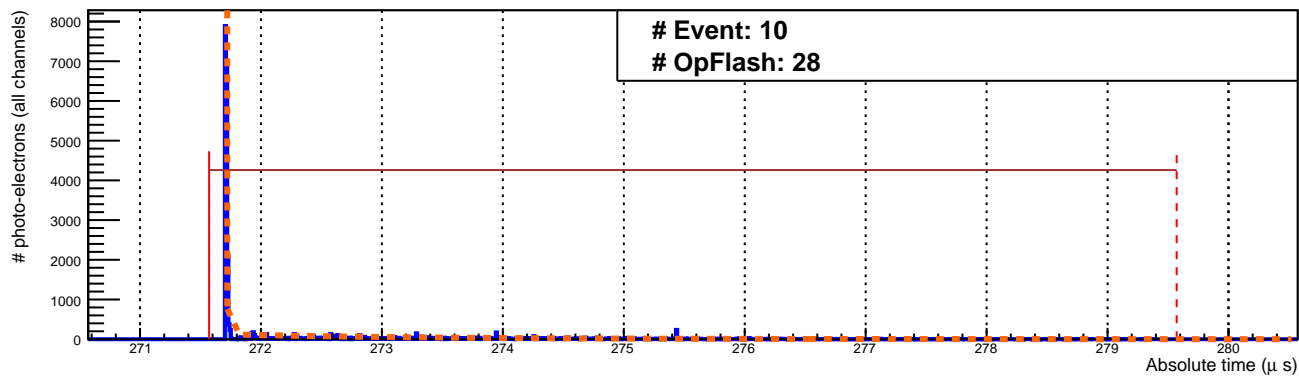 # Event: 10
# OpFlash: 28
# photo-electrons (all channels)
8000
7000
6000
5000
4000
3000
2000
1000
0
271 272 273 274 275 276 277 278 279 280
Absolute time (μ s)